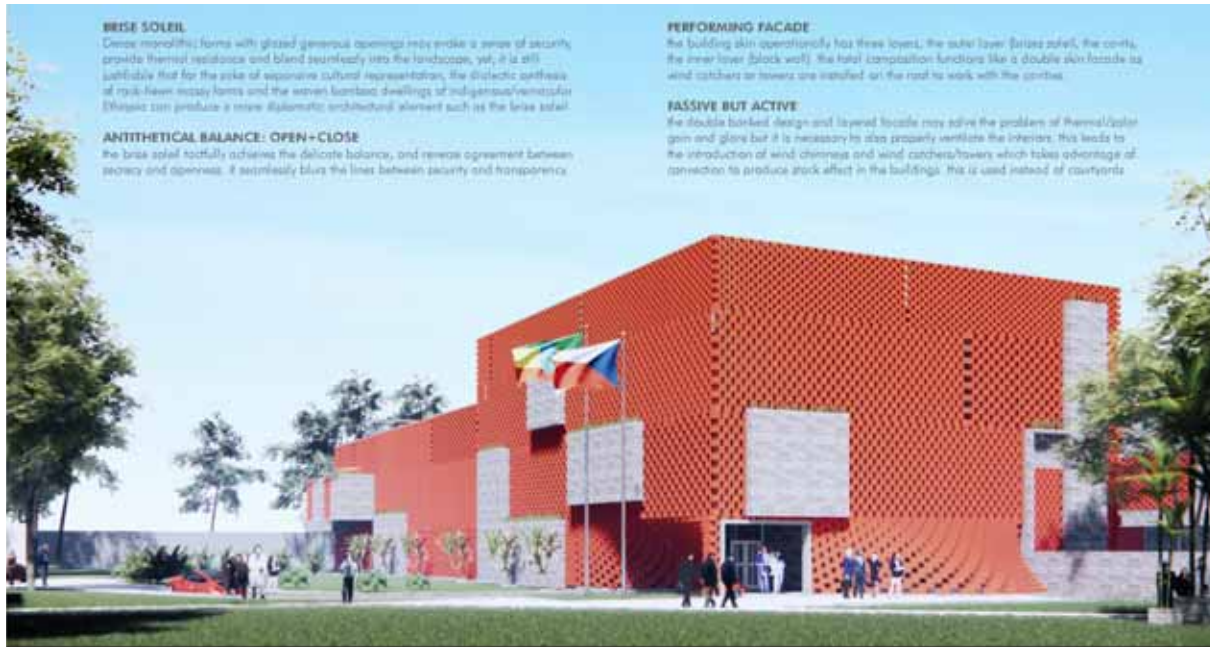 BRISE SOLEIL
Dense monolithic forms with glazed generous openings may evoke a sense of security,
provide thermal resistance and blend seamlessly into the landscape, yet, it is still
justifiable that for the sake of expansive cultural representation, the dialectic synthesis
of rock-hewn massy forms and the woven bamboo dwellings of indigenous/vernacular
Ethiopia can produce a more diplomatic architectural element such as the brise soleil.
ANTITHETICAL BALANCE: OPEN+CLOSE
the brise soleil tactfully achieves the delicate balance, and reverse agreement between
secrecy and openness. it seamlessly blurs the lines between security and transparency.
PERFORMING FACADE
the building skin operationally has three layers, the outer layer (brises soleil, the cavity,
the inner layer (block wall). the total composition functions like a double skin facade as
wind catchers or towers are installed on the roof to work with the cavities.
PASSIVE BUT ACTIVE
the double banked design and layered facade may solve the problem of thermal/solar
gain and glare but it is necessary to also properly ventilate the interiors. this leads to
the introduction of wind chimneys and wind catchers/towers which takes advantage of
convection to produce stack effect in the buildings. this is used instead of courtyards